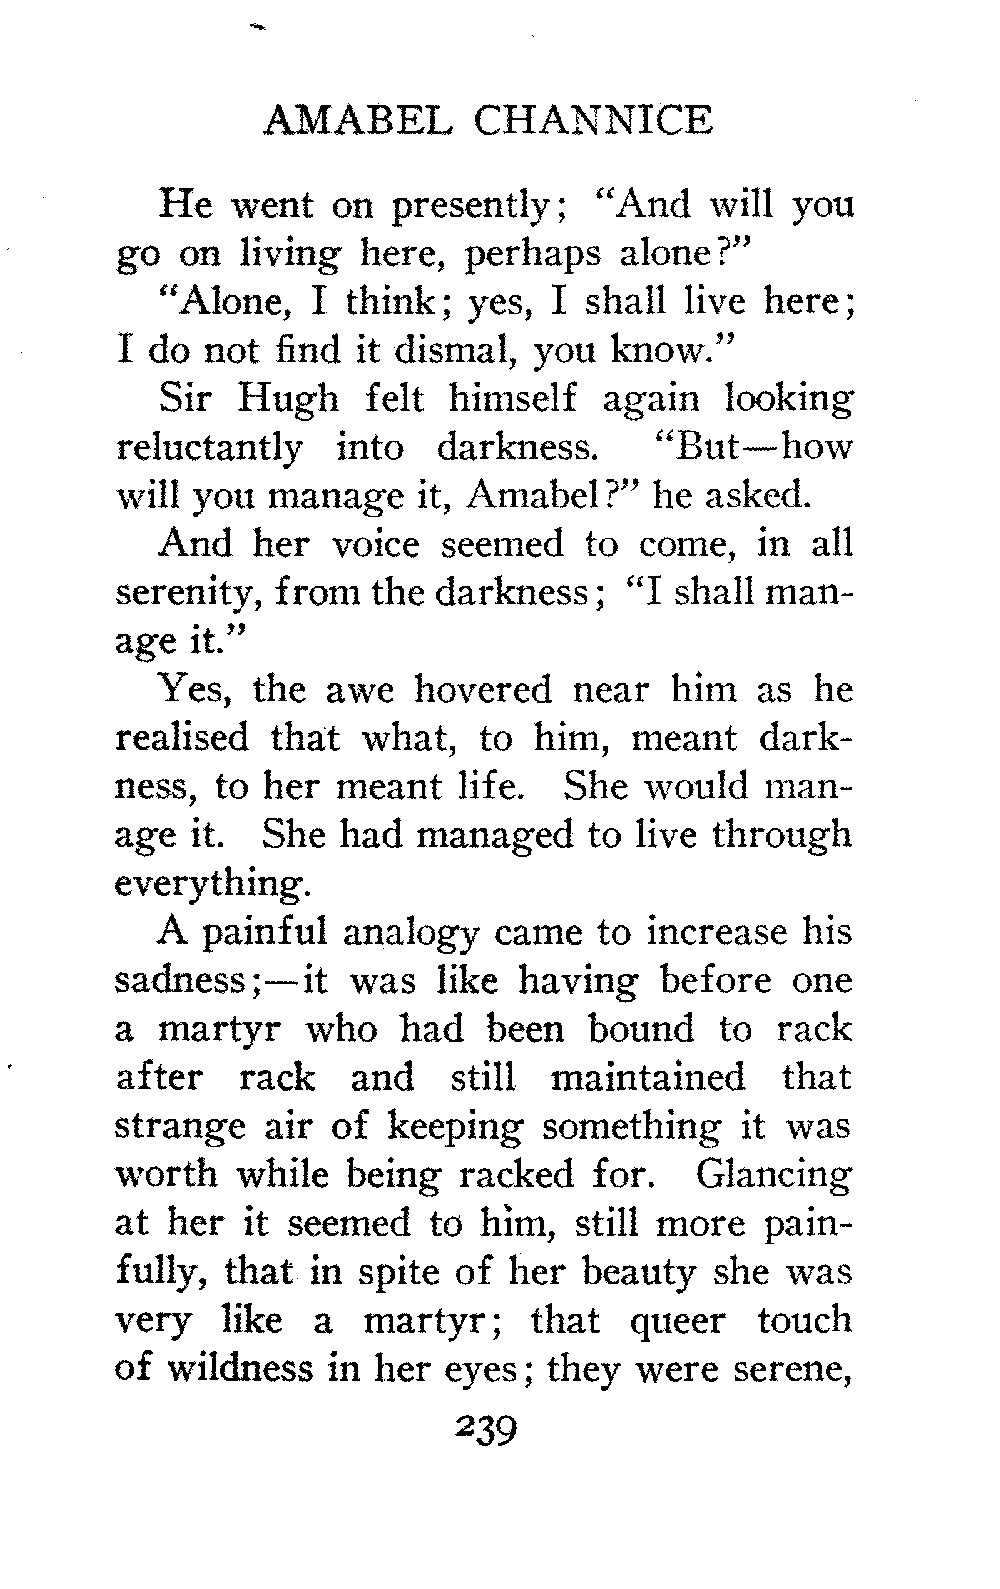 AMABEL CHANNICE
He went on presently; "And will you
go on living here, perhaps alone?"
"Alone, I think; yes, I shall live here;
I do not find it dismal, you know."
Sir Hugh felt himself again looking
reluctantly into darkness. "But—how
will you manage it, Amabel?" he asked.
And her voice seemed to come, in all
serenity, from the darkness; "I shall man-
age it."
Yes, the awe hovered near him as he
realised that what, to him, meant dark-
ness, to her meant life. She would man-
age it. She had managed to live through
everything.
A painful analogy came to increase his
sadness;—it was like having before one
a martyr who had been bound to rack
after rack and still maintained that
strange air of keeping something it was
worth while being racked for. Glancing
at her it seemed to him, still more pain-
fully, that in spite of her beauty she was
very like a martyr; that queer touch
of wildness in her eyes; they were serene,
239